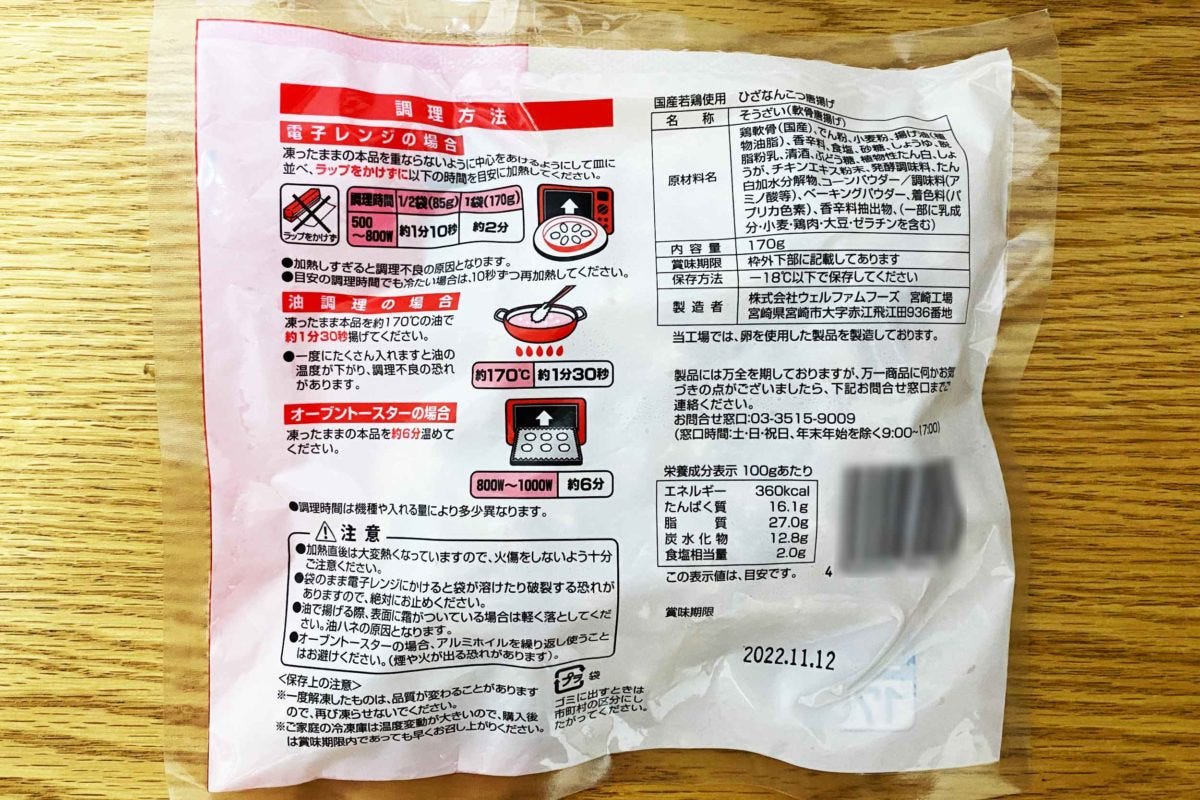 調理方法
電子レンジの場合
凍ったままの本品を重ならないように中心をあけるようにして皿に
並べ、ラップをかけずに以下の時間を目安に加熱してください。
ラップをかけず
調理時間 1/2袋(85g) 1袋(170g)
500～800W 約1分10秒 約2分
●加熱しすぎると調理不良の原因となります。
●目安の調理時間でも冷たい場合は、10秒ずつ再加熱してください。
油調理の場合
凍ったまま本品を約170℃の油で
約1分30秒揚げてください。
●一度にたくさん入れますと油の
温度が下がり、調理不良の恐れ
があります。
約170℃ 約1分30秒
オーブントースターの場合
凍ったままの本品を約6分温めて
ください。
800W～1000W 約6分
●調理時間は機種や入れる量により多少異なります。
注意
●加熱直後は大変熱くなっていますので、火傷をしないよう十分
ご注意ください。
●袋のまま電子レンジにかけると袋が溶けたり破裂する恐れが
ありますので、絶対にお止めください。
●油で揚げる際、表面に霜がついている場合は軽く落としてくだ
さい。油ハネの原因となります。
●オーブントースターの場合、アルミホイルを繰り返し使うこと
はお避けください。(煙や火が出る恐れがあります)。
<保存上の注意>
※一度解凍したものは、品質が変わることがあります
ので、再び凍らせないでください。
※ご家庭の冷凍庫は温度変動が大きいので、購入後
は賞味期限内であっても早くお召し上がりください。
プラ 袋
ゴミに出すときは
市町村の区分にし
たがってください。
国産若鶏使用 ひざなんこつ唐揚げ
名称 そうざい(軟骨唐揚げ)
原材料名 鶏軟骨(国産)、でん粉、小麦粉、揚げ油(植
物油脂)、香辛料、食塩、砂糖、しょうゆ、脱
脂粉乳、清酒、ぶどう糖、植物性たん白、しょ
うが、チキンエキス粉末、発酵調味料、たん
白加水分解物、コーンパウダー/調味料(ア
ミノ酸等)、ベーキングパウダー、着色料(パ
プリカ色素)、香辛料抽出物、(一部に乳成
分・小麦・鶏肉・大豆・ゼラチンを含む)
内容量 170g
賞味期限 枠外下部に記載してあります
保存方法 −18℃以下で保存してください
製造者 株式会社ウェルファムフーズ 宮崎工場
宮崎県宮崎市大字赤江飛江田936番地
当工場では、卵を使用した製品を製造しております。
製品には万全を期しておりますが、万一商品に何かお気
づきの点がございましたら、下記お問合せ窓口までご
連絡ください。
お問合せ窓口:03-3515-9009
(窓口時間:土・日・祝日、年末年始を除く9:00~17:00)
栄養成分表示 100gあたり
エネルギー 360kcal
たんぱく質 16.1g
脂質 27.0g
炭水化物 12.8g
食塩相当量 2.0g
この表示値は、目安です。
4
賞味期限
2022.11.12